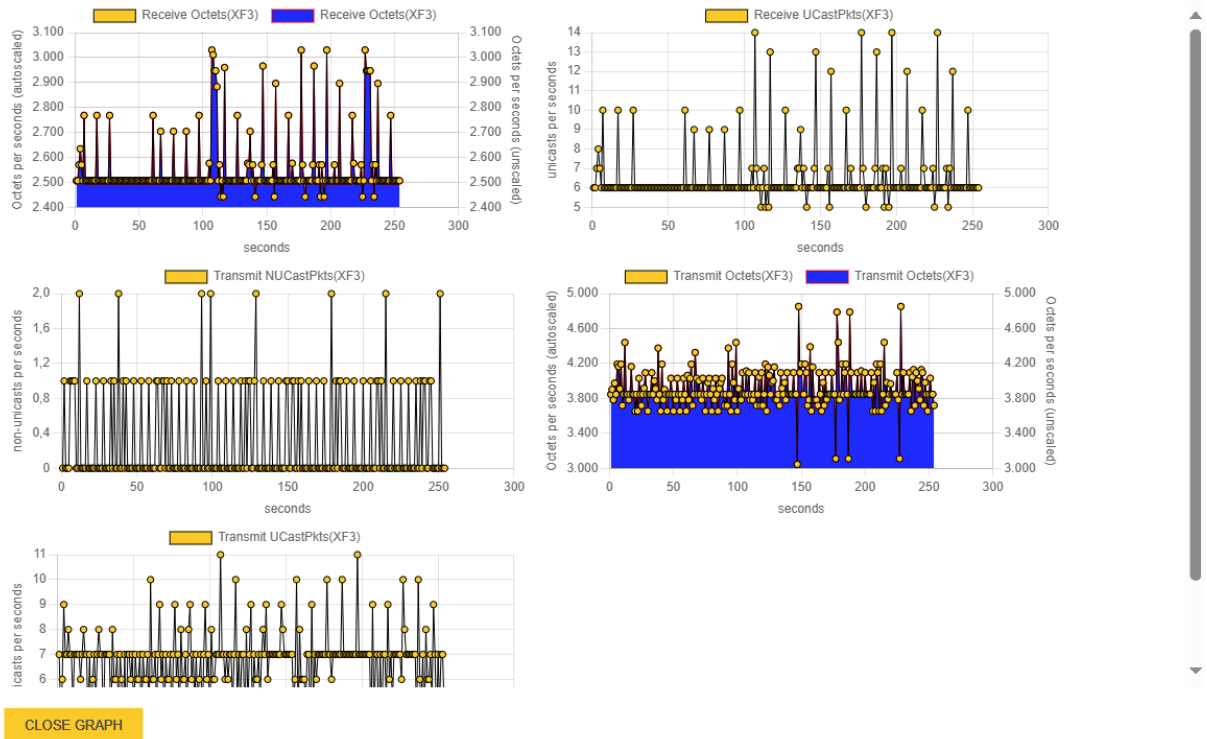 Receive Octets(XF3) Receive Octets(XF3)
Octets per seconds (autoscaled)
3.100
3.000
2.900
2.800
2.700
2.600
2.500
2.400
3.100
3.000
2.900
2.800
2.700
2.600
2.500
2.400
Octets per seconds (unscaled)
0 100 200 300
seconds
Receive UCastPkts(XF3)
unicasts per seconds
14
13
12
11
10
9
8
7
6
5
0 50 100 150 200 250 300
seconds
Transmit NUCastPkts(XF3)
non-unicasts per seconds
2,0
1,6
1,2
0,8
0,4
0
0 50 100 150 200 250 300
seconds
Transmit Octets(XF3) Transmit Octets(XF3)
Octets per seconds (autoscaled)
5.000
4.600
4.200
3.800
3.400
3.000
5.000
4.600
4.200
3.800
3.400
3.000
Octets per seconds (unscaled)
0 50 100 150 200 250 300
seconds
Transmit UCastPkts(XF3)
icasts per seconds
11
10
9
8
7
6
CLOSE GRAPH